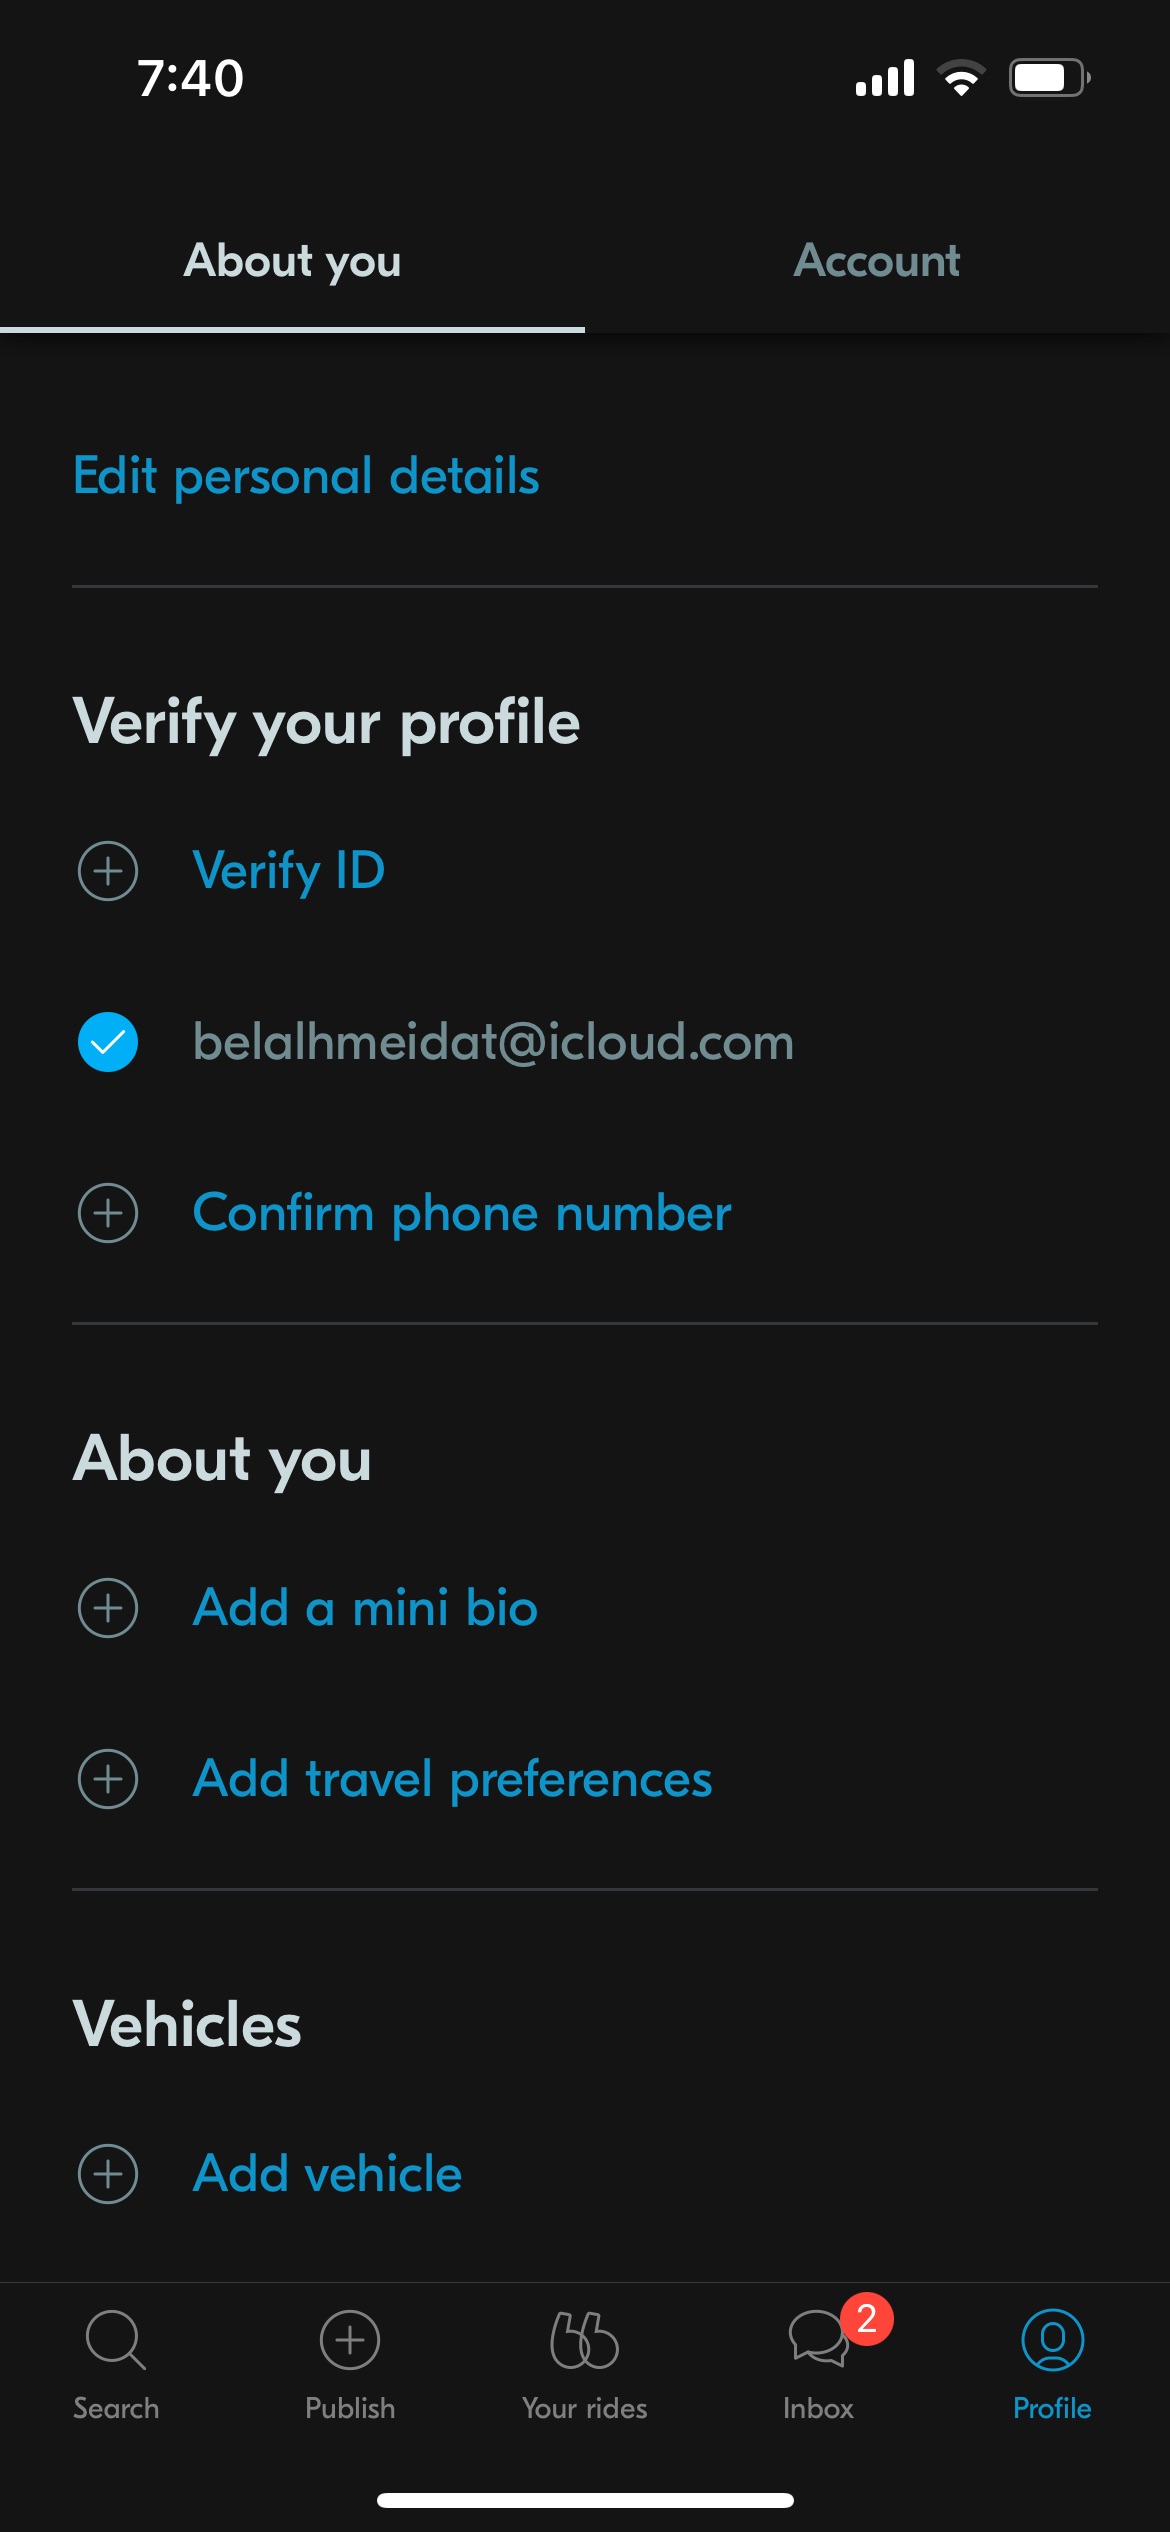 7:40
About you
Account
Edit personal details
Verify your profile
Verify ID
belalhmeidat@icloud.com
Confirm phone number
About you
Add a mini bio
Add travel preferences
Vehicles
Add vehicle
2
Search
Publish
Your rides
Inbox
Profile